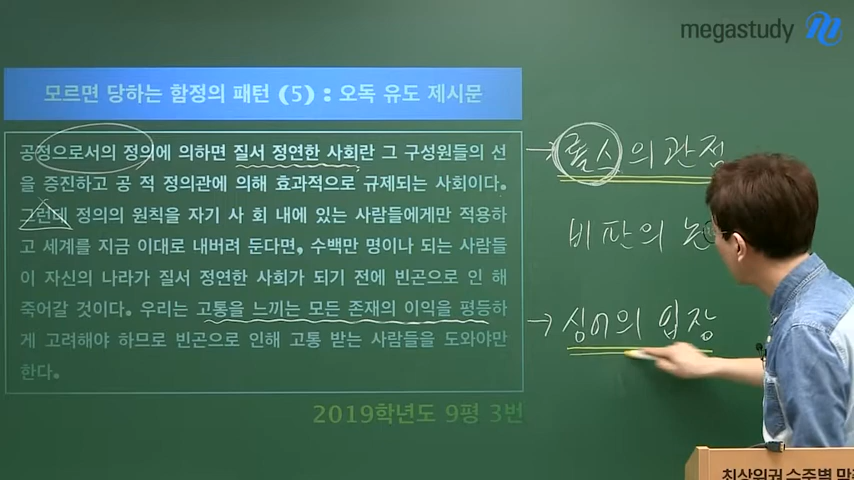 megastudy
모르면 당하는 함정의 패턴 (5) : 오독 유도 제시문
공정으로서의 정의에 의하면 질서 정연한 사회란 그 구성원들의 선
을 증진하고 공 적 정의관에 의해 효과적으로 규제되는 사회이다.
그런데 정의의 원칙을 자기 사 회 내에 있는 사람들에게만 적용하
고 세계를 지금 이대로 내버려 둔다면, 수백만 명이나 되는 사람들
이 자신의 나라가 질서 정연한 사회가 되기 전에 빈곤으로 인 해
죽어갈 것이다. 우리는 고통을 느끼는 모든 존재의 이익을 평등하
게 고려해야 하므로 빈곤으로 인해 고통 받는 사람들을 도와야만
한다.
2019학년도 9평 3번
→ 롤스의 관점
비판의 논
→ 싱어의 입장
최상위권 수주별